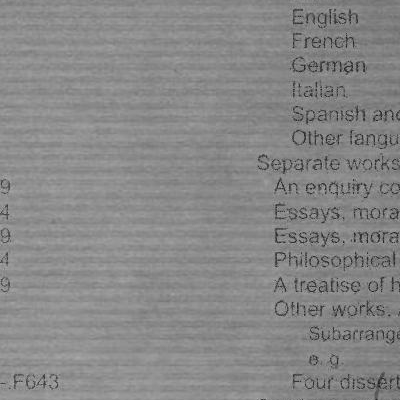 English
French
German
Italian
Spanish and
Other langu
Separate works
9 An enquiry co
4 Essays, mora
9 Essays, mora
4 Philosophical
9 A treatise of h
Other works,
Subarrange
e. g.
-.F643 Four dissert